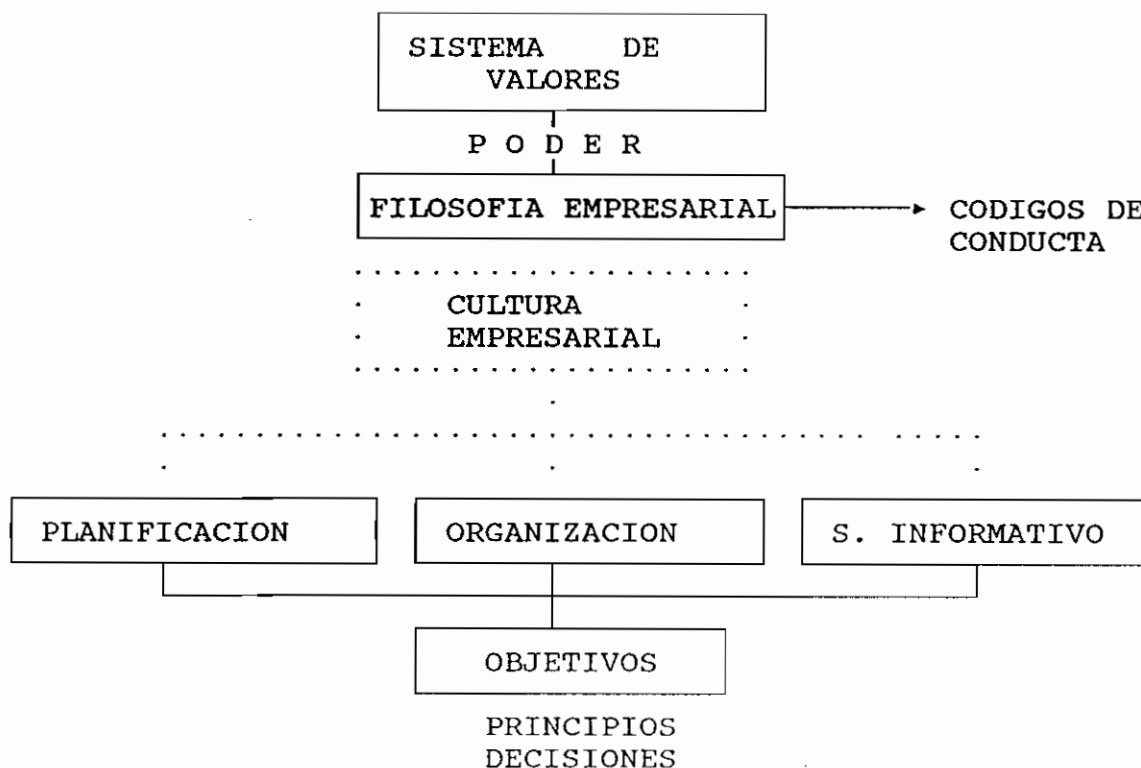 SISTEMA DE
VALORES
P O D E R
FILOSOFIA EMPRESARIAL
CODIGOS DE
CONDUCTA
CULTURA
EMPRESARIAL
PLANIFICACION
ORGANIZACION
S. INFORMATIVO
OBJETIVOS
PRINCIPIOS
DECISIONES